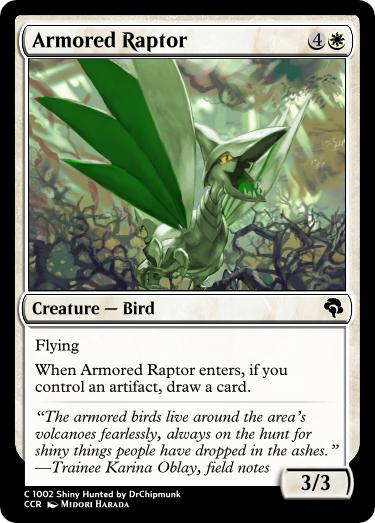 Armored Raptor 4
Creature — Bird
Flying
When Armored Raptor enters, if you
control an artifact, draw a card.
“The armored birds live around the area’s
volcanoes fearlessly, always on the hunt for
shiny things people have dropped in the ashes.”
—Trainee Karina Oblay, field notes
3/3
C 1002 Shiny Hunted by DrChipmunk
CCR Midori Harada